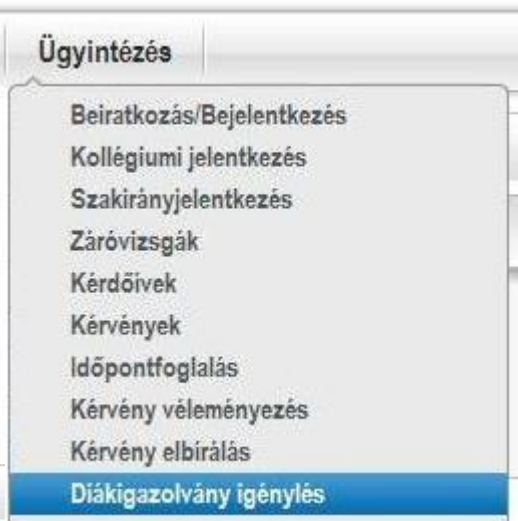 Ügyintézés
Beiratkozás/Bejelentkezés
Kollégiumi jelentkezés
Szakirányjelentkezés
Záróvizsgák
Kérdőívek
Kérvények
Időpontfoglalás
Kérvény véleményezés
Kérvény elbírálás
Diákigazolvány igénylés